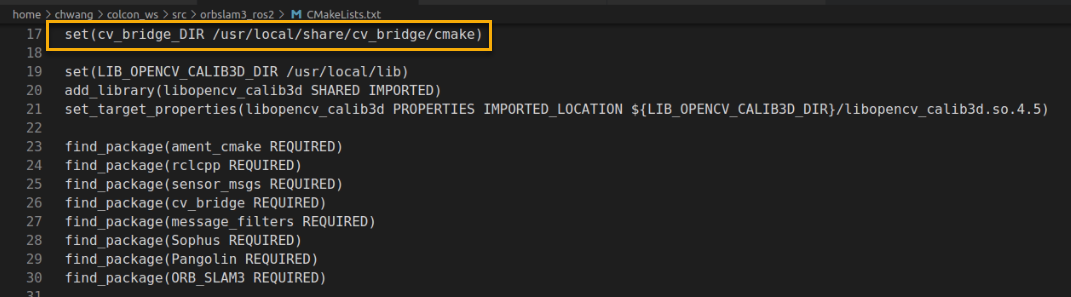 home > chwang > colcon_ws > src > orbslam3_ros2 > M CMakeLists.txt
17 set(cv_bridge_DIR /usr/local/share/cv_bridge/cmake)
18
19 set(LIB_OPENCV_CALIB3D_DIR /usr/local/lib)
20 add_library(libopencv_calib3d SHARED IMPORTED)
21 set_target_properties(libopencv_calib3d PROPERTIES IMPORTED_LOCATION ${LIB_OPENCV_CALIB3D_DIR}/libopencv_calib3d.so.4.5)
22
23 find_package(ament_cmake REQUIRED)
24 find_package(rclcpp REQUIRED)
25 find_package(sensor_msgs REQUIRED)
26 find_package(cv_bridge REQUIRED)
27 find_package(message_filters REQUIRED)
28 find_package(Sophus REQUIRED)
29 find_package(Pangolin REQUIRED)
30 find_package(ORB_SLAM3 REQUIRED)
31